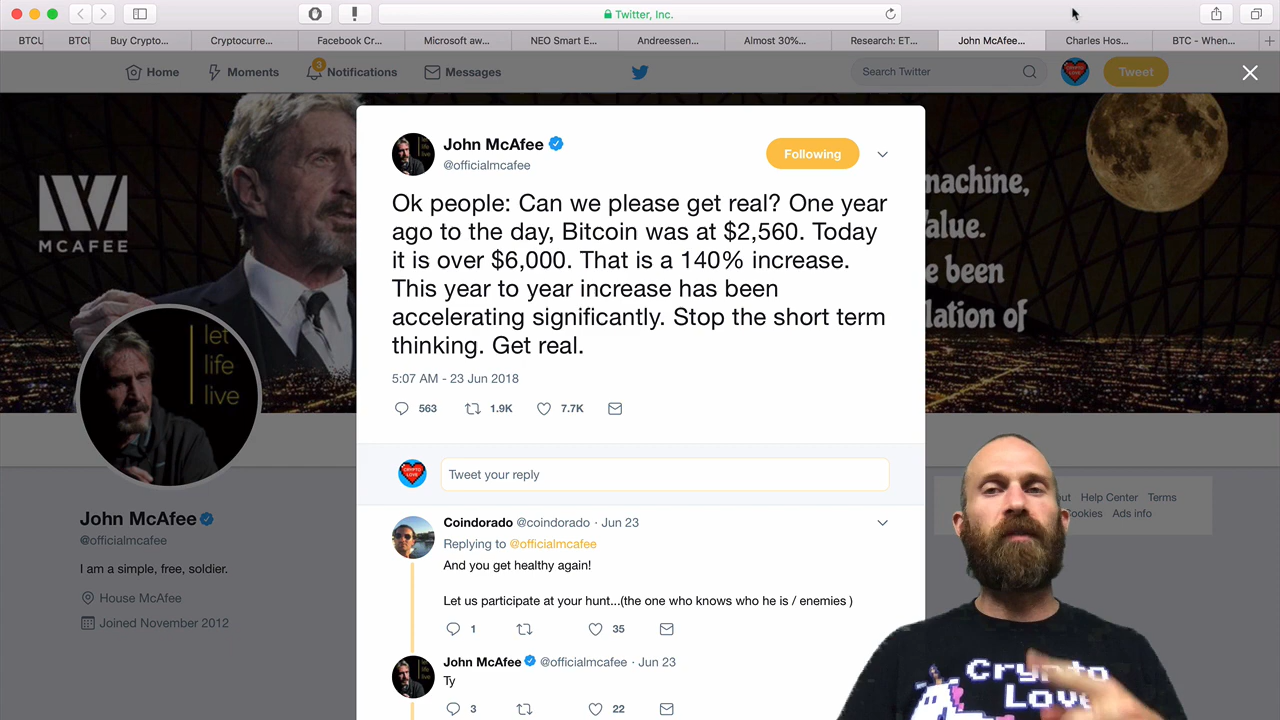 Twitter, Inc.
BTCU
BTCU
Buy Crypto...
Cryptocurre...
Facebook Cr...
Microsoft aw...
NEO Smart E...
Andreessen...
Almost 30%...
Research: ET...
John McAfee...
Charles Hos...
BTC - When...
Home
Moments
3
Notifications
Messages
Search Twitter
Tweet
MCAFEE
let
life
live
machine,
Value.
e been
lation of
John McAfee
@officialmcafee
Following
Ok people: Can we please get real? One year
ago to the day, Bitcoin was at $2,560. Today
it is over $6,000. That is a 140% increase.
This year to year increase has been
accelerating significantly. Stop the short term
thinking. Get real.
5:07 AM - 23 Jun 2018
563 1.9K 7.7K
CRYPTO
LOVE
Tweet your reply
Coindorado @coindorado · Jun 23
Replying to @officialmcafee
And you get healthy again!
Let us participate at your hunt...(the one who knows who he is / enemies )
1 35
John McAfee @officialmcafee · Jun 23
Ty
3 22
John McAfee
@officialmcafee
I am a simple, free, soldier.
House McAfee
Joined November 2012
out Help Center Terms
Cookies Ads info
Crypto
Love